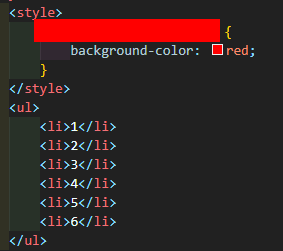 <style>
{
background-color: red;
}
</style>
<ul>
<li>1</li>
<li>2</li>
<li>3</li>
<li>4</li>
<li>5</li>
<li>6</li>
</ul>